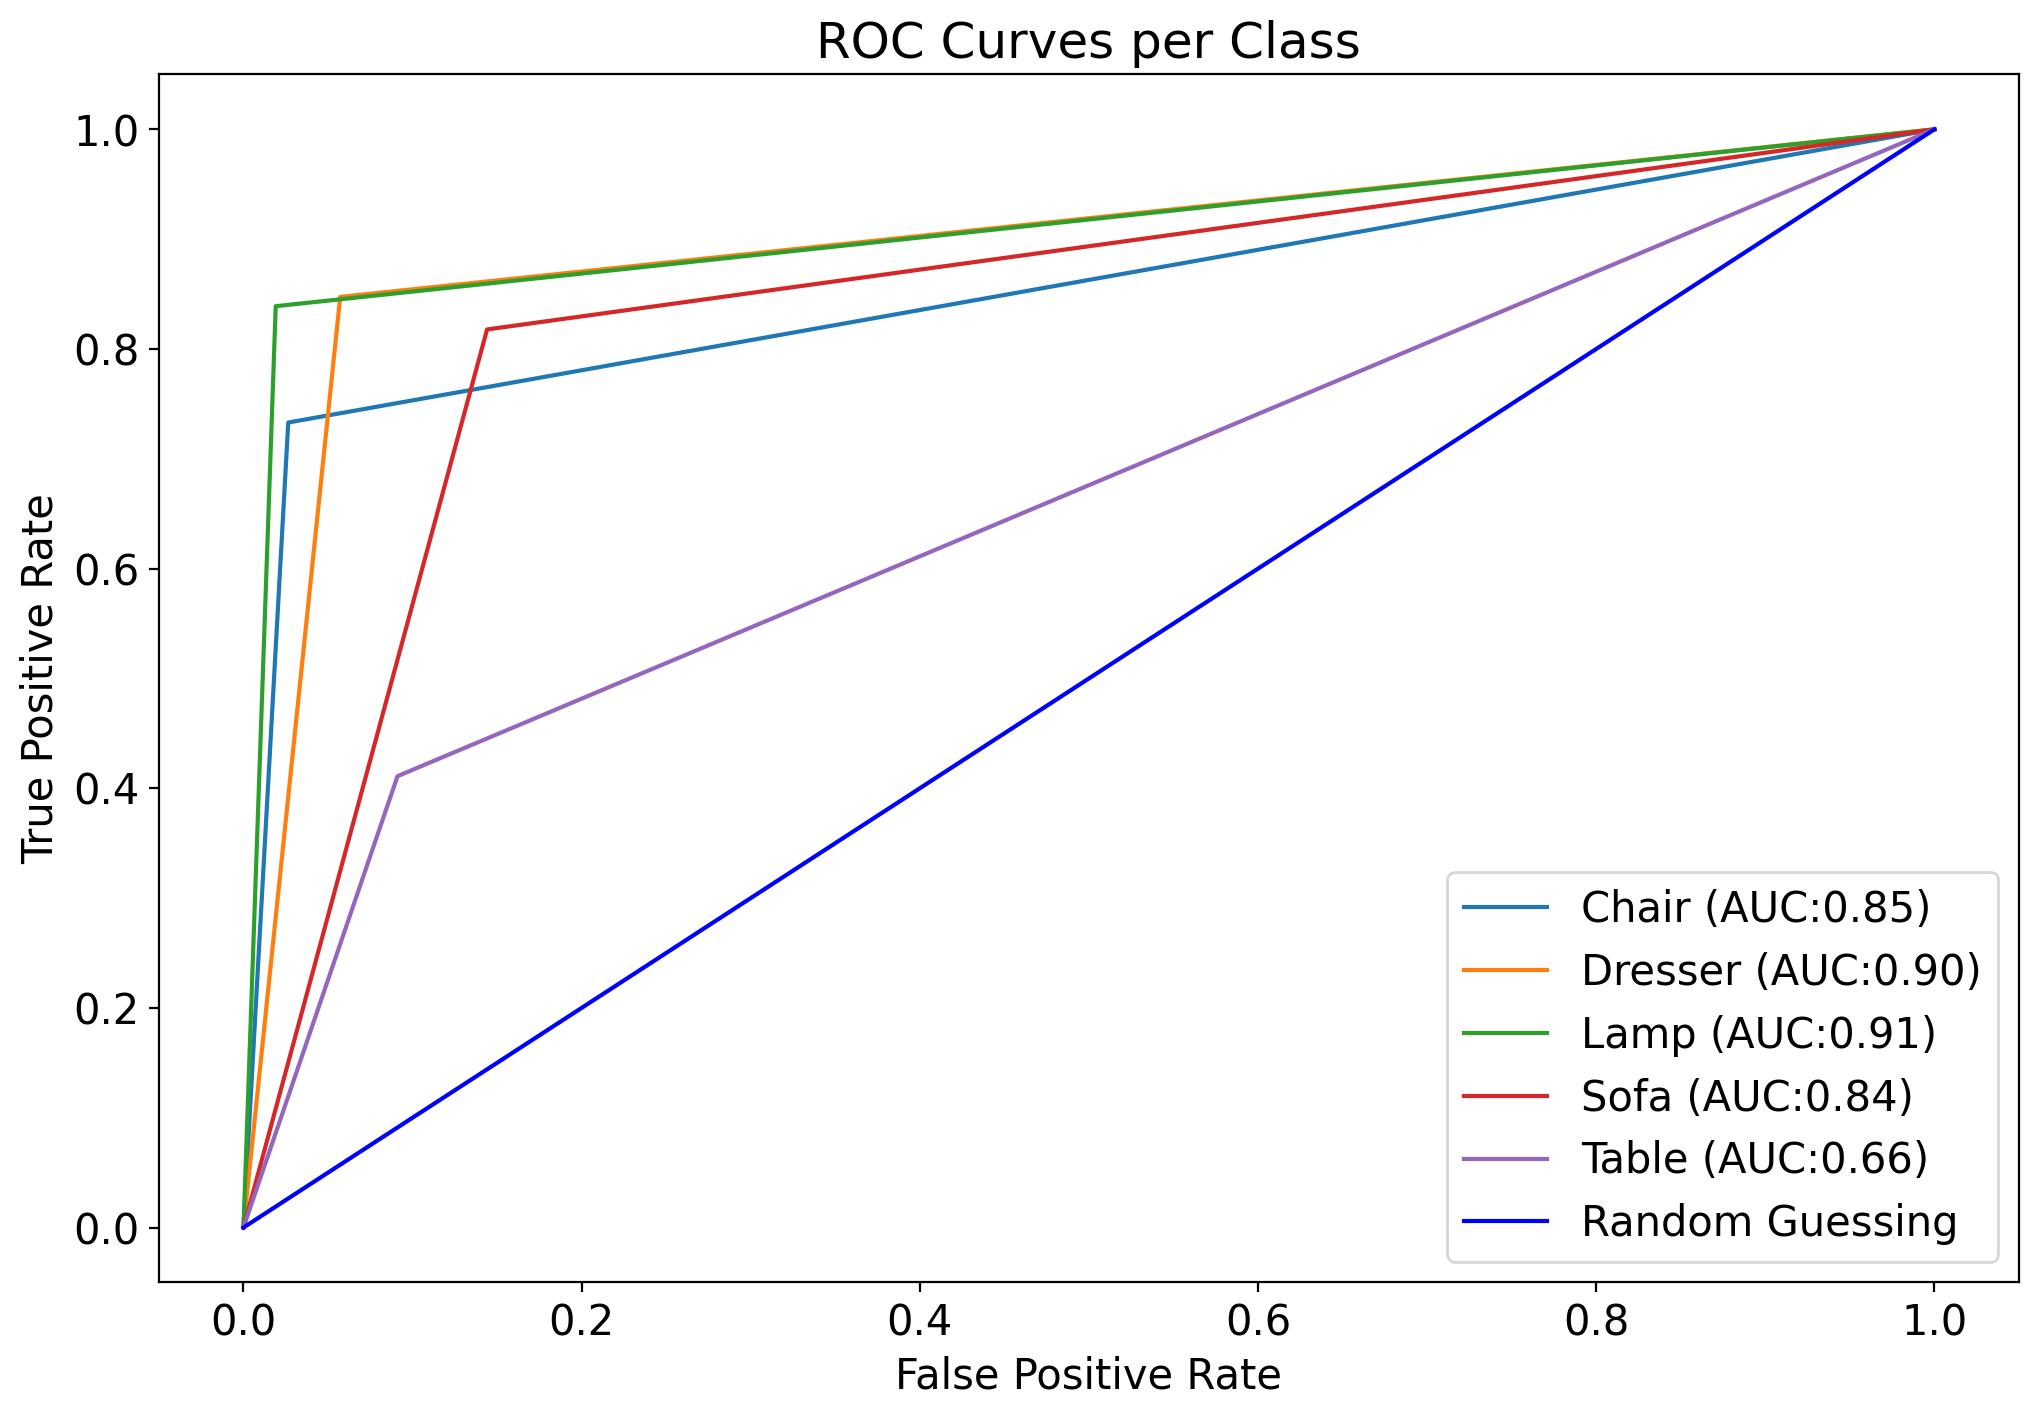 ROC Curves per Class
True Positive Rate
1.0
0.8
0.6
0.4
0.2
0.0
Chair (AUC:0.85)
Dresser (AUC:0.90)
Lamp (AUC:0.91)
Sofa (AUC:0.84)
Table (AUC:0.66)
Random Guessing
0.0 0.2 0.4 0.6 0.8 1.0
False Positive Rate